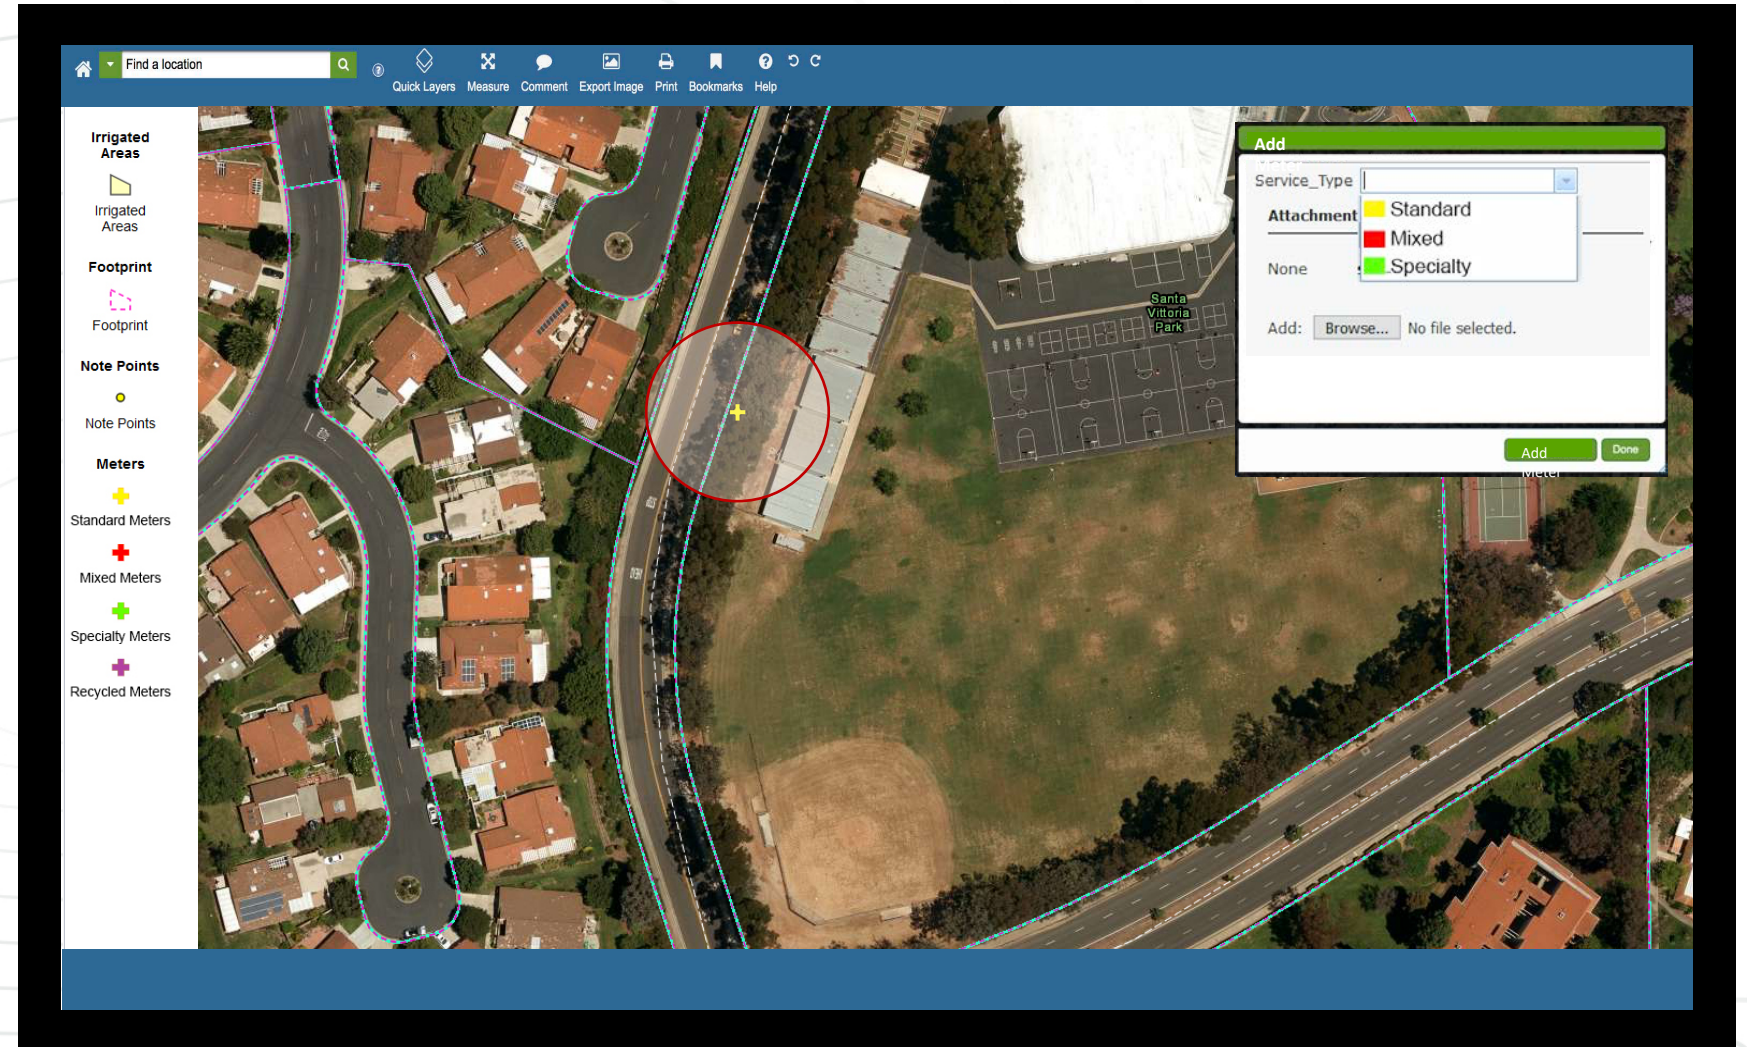 Find a location
Quick Layers
Measure
Comment
Export Image
Print
Bookmarks
Help
Irrigated
Areas
Irrigated
Areas
Footprint
Footprint
Note Points
Note Points
Meters
Standard Meters
Mixed Meters
Specialty Meters
Recycled Meters
Santa
Vittoria
Park
Add
Service_Type
Standard
Mixed
Specialty
Attachment
None
Add: Browse... No file selected.
Add
Meter
Done